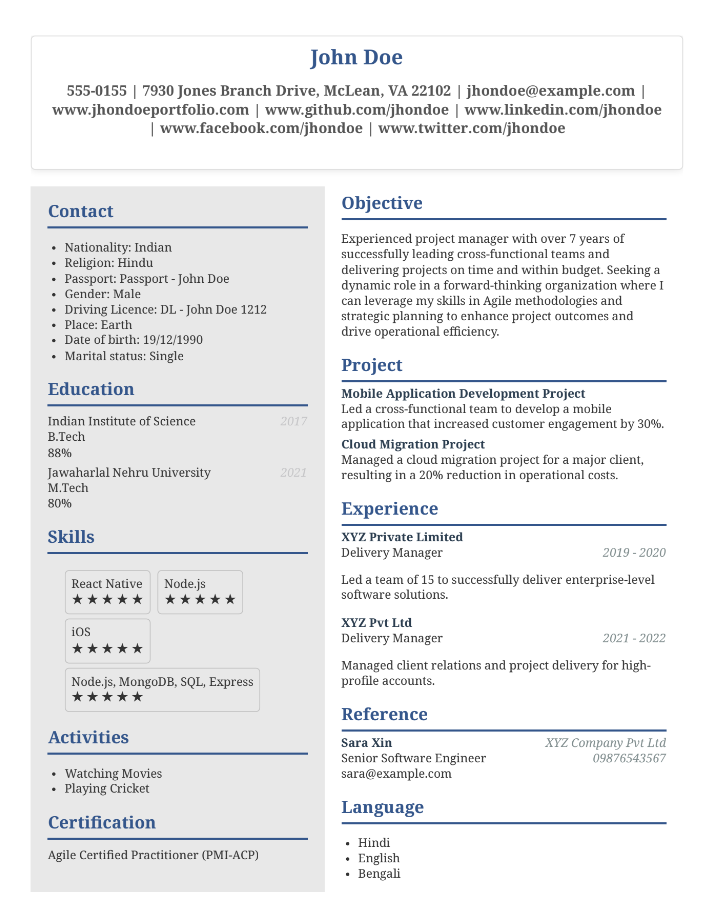 John Doe
555-0155 | 7930 Jones Branch Drive, McLean, VA 22102 | jhondoe@example.com |
www.jhondoeportfolio.com | www.github.com/jhondoe | www.linkedin.com/jhondoe
| www.facebook.com/jhondoe | www.twitter.com/jhondoe
Contact
• Nationality: Indian
• Religion: Hindu
• Passport: Passport - John Doe
• Gender: Male
• Driving Licence: DL - John Doe 1212
• Place: Earth
• Date of birth: 19/12/1990
• Marital status: Single
Education
Indian Institute of Science 2017
B.Tech
88%
Jawaharlal Nehru University 2021
M.Tech
80%
Skills
React Native
★★★★★
Node.js
★★★★★
iOS
★★★★★
Node.js, MongoDB, SQL, Express
★★★★★
Activities
• Watching Movies
• Playing Cricket
Certification
Agile Certified Practitioner (PMI-ACP)
Objective
Experienced project manager with over 7 years of
successfully leading cross-functional teams and
delivering projects on time and within budget. Seeking a
dynamic role in a forward-thinking organization where I
can leverage my skills in Agile methodologies and
strategic planning to enhance project outcomes and
drive operational efficiency.
Project
Mobile Application Development Project
Led a cross-functional team to develop a mobile
application that increased customer engagement by 30%.
Cloud Migration Project
Managed a cloud migration project for a major client,
resulting in a 20% reduction in operational costs.
Experience
XYZ Private Limited
Delivery Manager 2019 - 2020
Led a team of 15 to successfully deliver enterprise-level
software solutions.
XYZ Pvt Ltd
Delivery Manager 2021 - 2022
Managed client relations and project delivery for high-
profile accounts.
Reference
Sara Xin XYZ Company Pvt Ltd
Senior Software Engineer 09876543567
sara@example.com
Language
• Hindi
• English
• Bengali